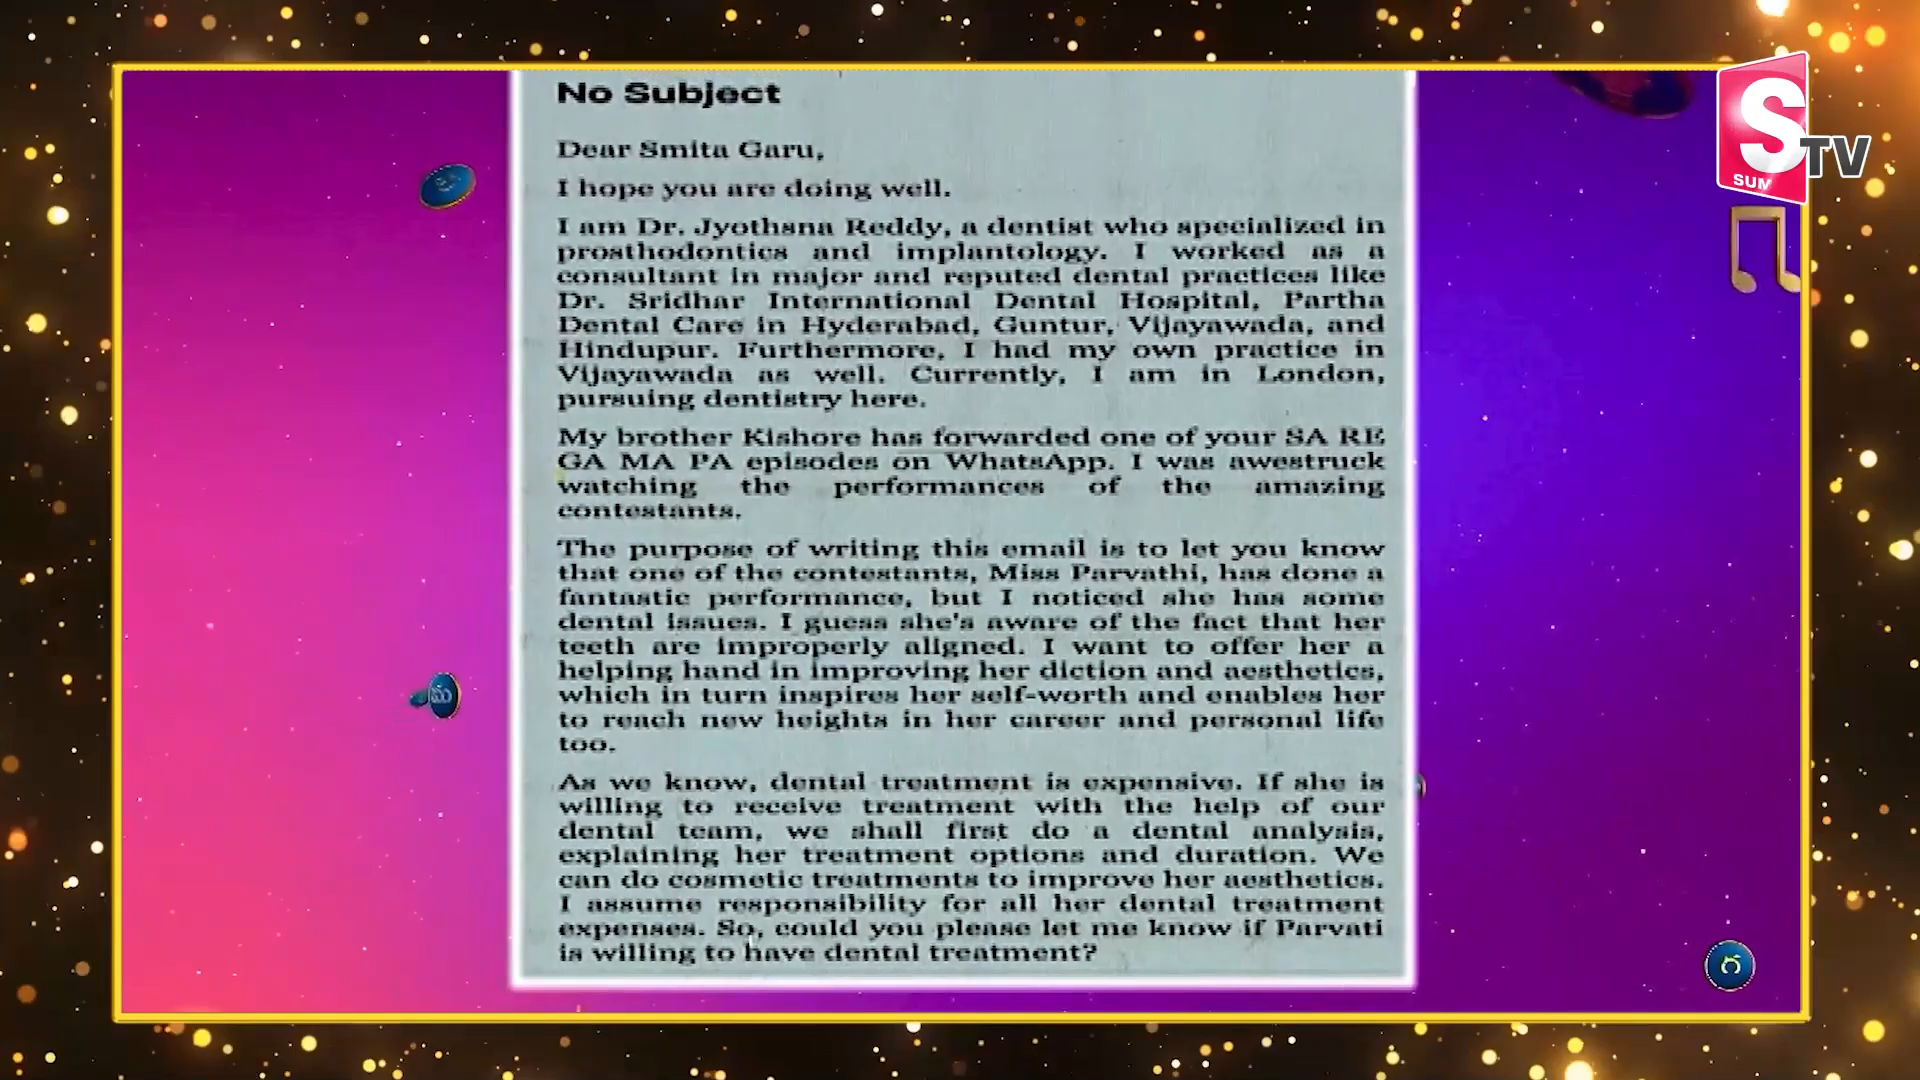 No Subject
Dear Smita Garu,
I hope you are doing well.
I am Dr. Jyothsna Reddy, a dentist who specialized in
prosthodontics and implantology. I worked as a
consultant in major and reputed dental practices like
Dr. Sridhar International Dental Hospital, Partha
Dental Care in Hyderabad, Guntur, Vijayawada, and
Hindupur. Furthermore, I had my own practice in
Vijayawada as well. Currently, I am in London,
pursuing dentistry here.
My brother Kishore has forwarded one of your SA RE
GA MA PA episodes on WhatsApp. I was awestruck
watching the performances of the amazing
contestants.
The purpose of writing this email is to let you know
that one of the contestants, Miss Parvathi, has done a
fantastic performance, but I noticed she has some
dental issues. I guess she's aware of the fact that her
teeth are improperly aligned. I want to offer her a
helping hand in improving her diction and aesthetics,
which in turn inspires her self-worth and enables her
to reach new heights in her career and personal life
too.
As we know, dental treatment is expensive. If she is
willing to receive treatment with the help of our
dental team, we shall first do a dental analysis,
explaining her treatment options and duration. We
can do cosmetic treatments to improve her aesthetics.
I assume responsibility for all her dental treatment
expenses. So, could you please let me know if Parvati
is willing to have dental treatment?
S
TV
SUM